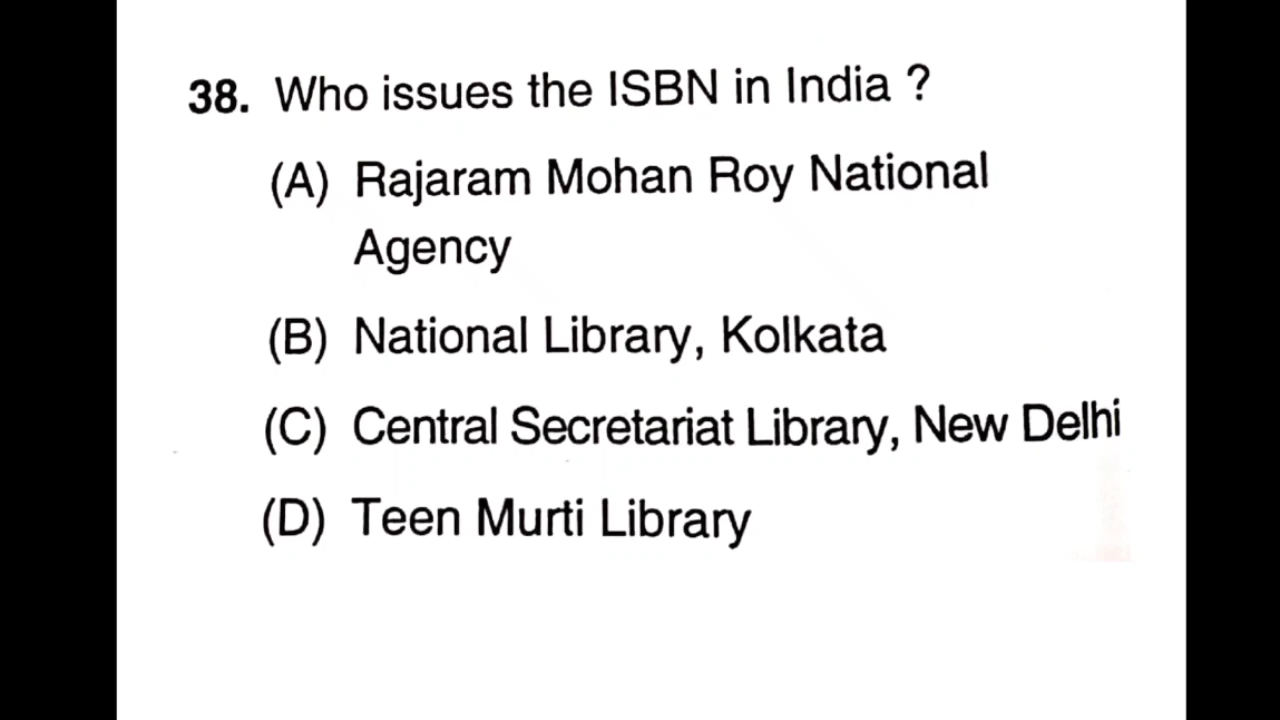 38. Who issues the ISBN in India ?
(A) Rajaram Mohan Roy National
Agency
(B) National Library, Kolkata
(C) Central Secretariat Library, New Delhi
(D) Teen Murti Library